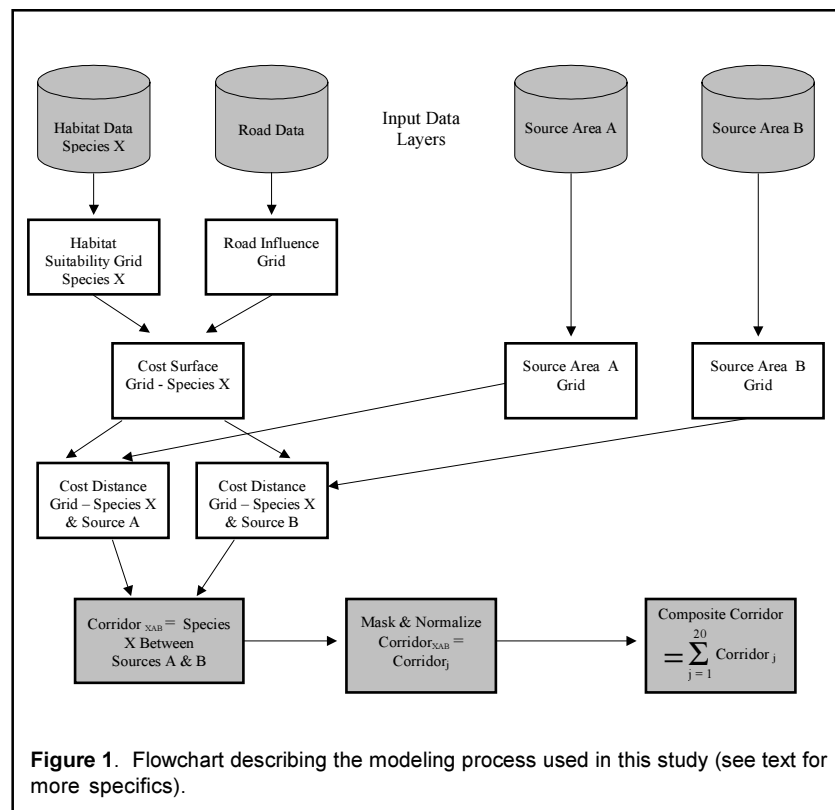 Habitat Data
Species X
Road Data
Input Data
Layers
Source Area A
Source Area B
Habitat
Suitability Grid
Species X
Road Influence
Grid
Cost Surface
Grid - Species X
Source Area A
Grid
Source Area B
Grid
Cost Distance
Grid – Species X
& Source A
Cost Distance
Grid – Species X
& Source B
Corridor XAB = Species
X Between
Sources A & B
Mask & Normalize
CorridorXAB =
Corridorj
Composite Corridor
20
= ∑ Corridor j
j = 1
Figure 1. Flowchart describing the modeling process used in this study (see text for
more specifics).